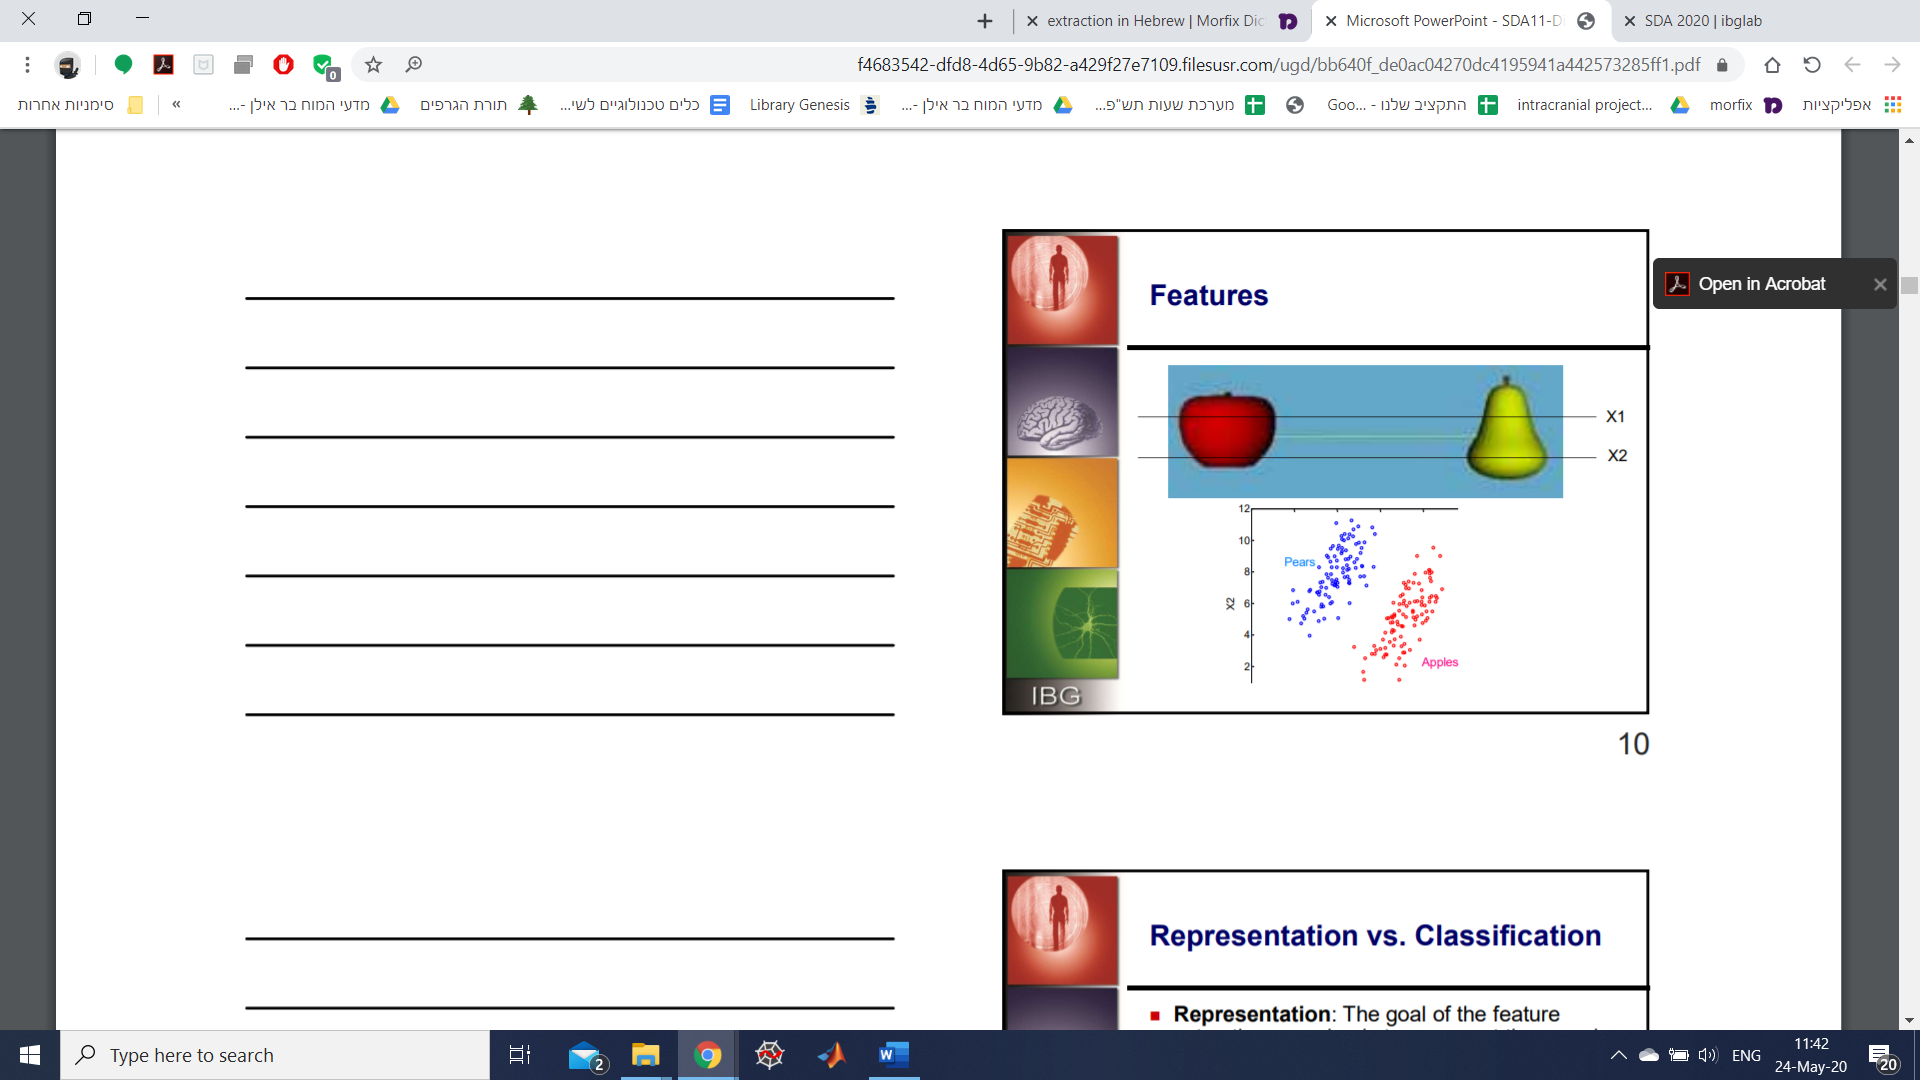 extraction in Hebrew | Morfix Dic
Microsoft PowerPoint - SDA11-D
SDA 2020 | ibglab
0
f4683542-dfd8-4d65-9b82-a429f27e7109.filesusr.com/ugd/bb640f_de0ac04270dc4195941a442573285ff1.pdf
סימניות אחרות
»
מדעי המוח בר אילן -...
תורת הגרפים
כלים טכנולוגיים לשי...
Library Genesis
מדעי המוח בר אילן -...
מערכת שעות תש"פ...
התקציב שלנו - Goo...
intracranial project...
morfix
אפליקציות
Open in Acrobat
Features
X1
X2
12
10
8
6
4
2
X2
Pears
Apples
IBG
10
Representation vs. Classification
Representation: The goal of the feature
Type here to search
2
W
ENG
11:42
24-May-20
20